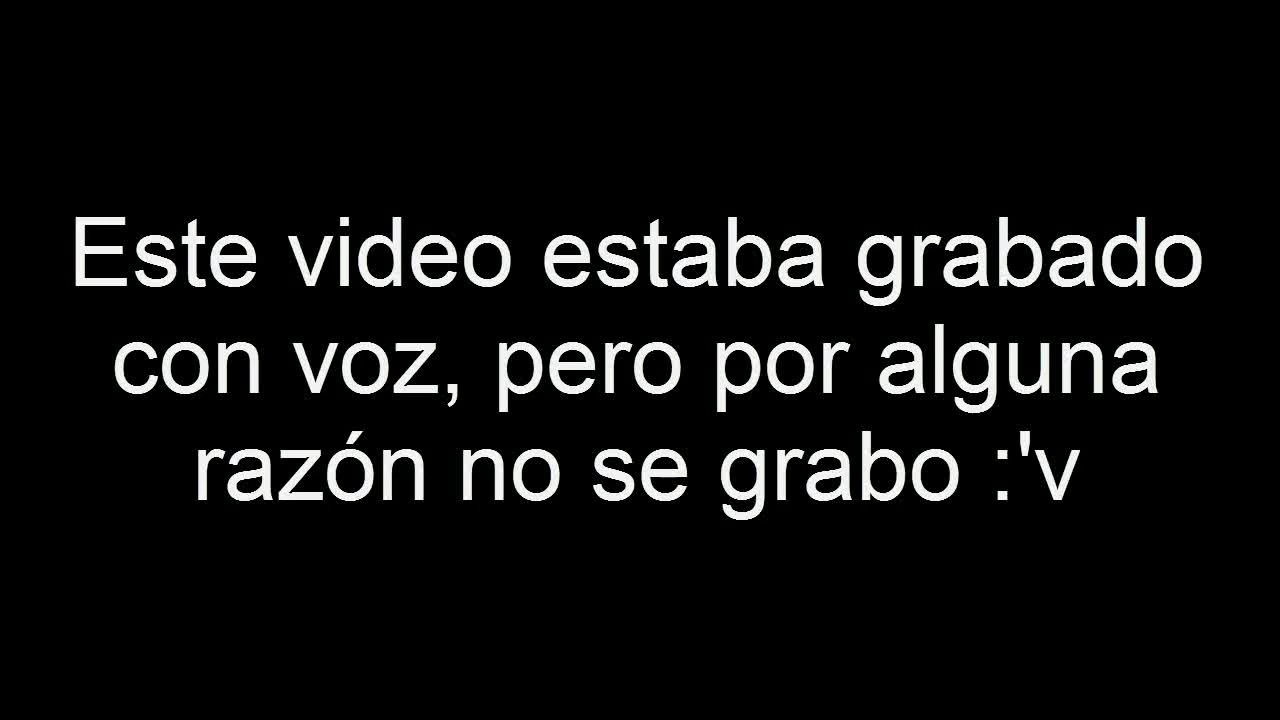 Este video estaba grabado
con voz, pero por alguna
razón no se grabo :'v